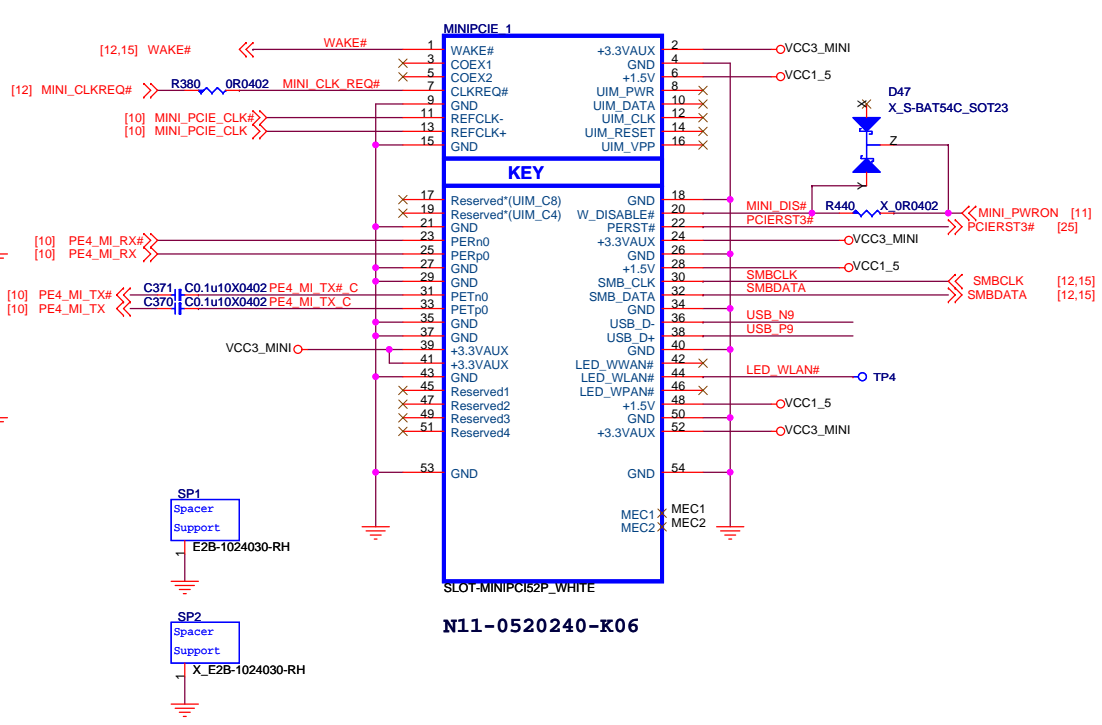 MINIPCIE_1
[12,15] WAKE# WAKE# 1 WAKE# +3.3VAUX 2 VCC3_MINI
3 COEX1 GND 4
5 COEX2 +1.5V 6 VCC1_5
[12] MINI_CLKREQ# R380 0R0402 MINI_CLK_REQ# 7 CLKREQ# UIM_PWR 8
9 GND UIM_DATA 10
[10] MINI_PCIE_CLK# 11 REFCLK- UIM_CLK 12
[10] MINI_PCIE_CLK 13 REFCLK+ UIM_RESET 14
15 GND UIM_VPP 16
D47
X_S-BAT54C_SOT23
Z
KEY
17 Reserved*(UIM_C8) GND 18
19 Reserved*(UIM_C4) W_DISABLE# 20 MINI_DIS# R440 X_0R0402 MINI_PWRON [11]
21 GND PERST# 22 PCIERST3# PCIERST3# [25]
[10] PE4_MI_RX# 23 PERn0 +3.3VAUX 24 VCC3_MINI
[10] PE4_MI_RX 25 PERp0 GND 26
27 GND +1.5V 28 VCC1_5
29 GND SMB_CLK 30 SMBCLK SMBCLK [12,15]
[10] PE4_MI_TX# C371 C0.1u10X0402 PE4_MI_TX#_C 31 PETn0 SMB_DATA 32 SMBDATA SMBDATA [12,15]
[10] PE4_MI_TX C370 C0.1u10X0402 PE4_MI_TX_C 33 PETp0 GND 34
35 GND USB_D- 36 USB_N9
37 GND USB_D+ 38 USB_P9
VCC3_MINI 39 +3.3VAUX GND 40
41 +3.3VAUX LED_WWAN# 42
43 GND LED_WLAN# 44 LED_WLAN# TP4
45 Reserved1 LED_WPAN# 46
47 Reserved2 +1.5V 48 VCC1_5
49 Reserved3 GND 50
51 Reserved4 +3.3VAUX 52 VCC3_MINI
53 GND GND 54
MEC1 MEC1
MEC2 MEC2
SP1
Spacer
Support
E2B-1024030-RH
1
SLOT-MINIPCI52P_WHITE
N11-0520240-K06
SP2
Spacer
Support
X_E2B-1024030-RH
1